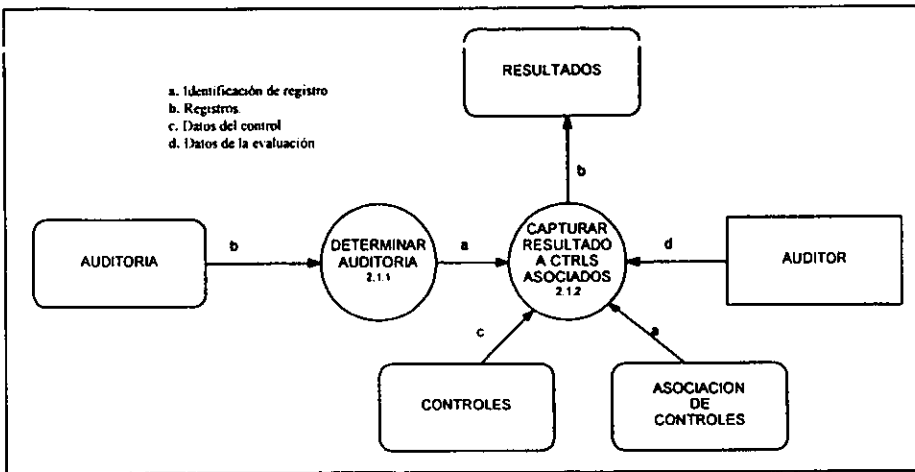 RESULTADOS
a. Identificación de registro
b. Registros
c. Datos del control
d. Datos de la evaluación
b
AUDITORIA
b
DETERMINAR
AUDITORIA
2.1.1
a
CAPTURAR
RESULTADO
A CTRLS
ASOCIADOS
2.1.2
d
AUDITOR
c
a
CONTROLES
ASOCIACION
DE
CONTROLES